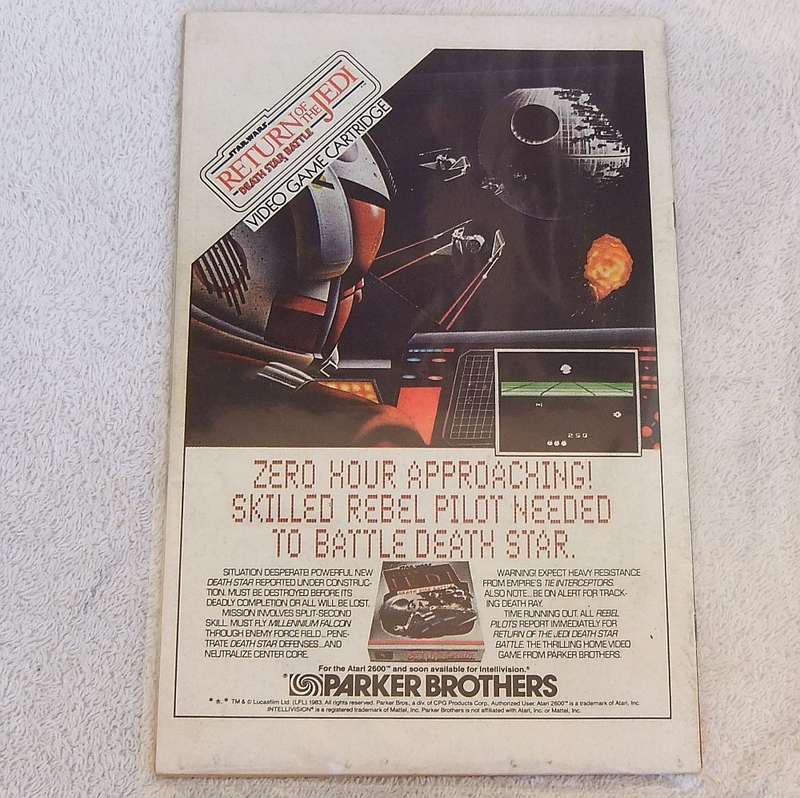 STAR WARS
RETURN OF THE JEDI
DEATH STAR BATTLE
VIDEO GAME CARTRIDGE
250
ZERO HOUR APPROACHING!
SKILLED REBEL PILOT NEEDED
TO BATTLE DEATH STAR.
SITUATION DESPERATE! POWERFUL NEW
DEATH STAR REPORTED UNDER CONSTRUC-
TION. MUST BE DESTROYED BEFORE ITS
DEADLY COMPLETION OR ALL WILL BE LOST.
MISSION INVOLVES SPLIT-SECOND
SKILL. MUST FLY MILLENNIUM FALCON
THROUGH ENEMY FORCE FIELD...PENE-
TRATE DEATH STAR DEFENSES...AND
NEUTRALIZE CENTER CORE.
JEDI
WARNING! EXPECT HEAVY RESISTANCE
FROM EMPIRE'S TIE INTERCEPTORS.
ALSO NOTE...BE ON ALERT FOR TRACK-
ING DEATH RAY.
TIME RUNNING OUT. ALL REBEL
PILOTS REPORT IMMEDIATELY FOR
RETURN OF THE JEDI DEATH STAR
BATTLE, THE THRILLING HOME VIDEO
GAME FROM PARKER BROTHERS.
For the Atari 2600™ and soon available for Intellivision.®
PARKER BROTHERS
*, ®, * TM & © Lucasfilm Ltd. (LFL) 1983. All rights reserved. Parker Bros., a div. of CPG Products Corp., Authorized User. Atari 2600™ is a trademark of Atari, Inc.
INTELLIVISION® is a registered trademark of Mattel, Inc. Parker Brothers is not affiliated with Atari, Inc. or Mattel, Inc.